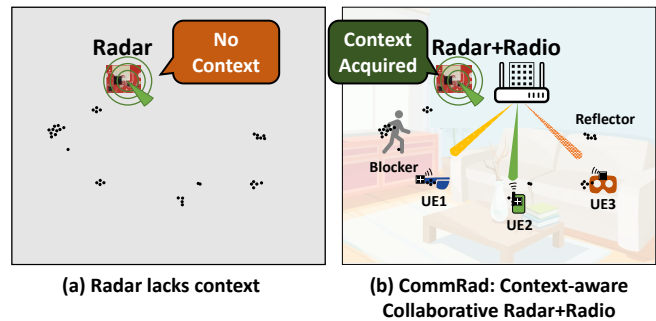 Radar
No
Context
(a) Radar lacks context
Context
Acquired
Radar+Radio
Reflector
Blocker
UE1
UE2
UE3
(b) CommRad: Context-aware
Collaborative Radar+Radio